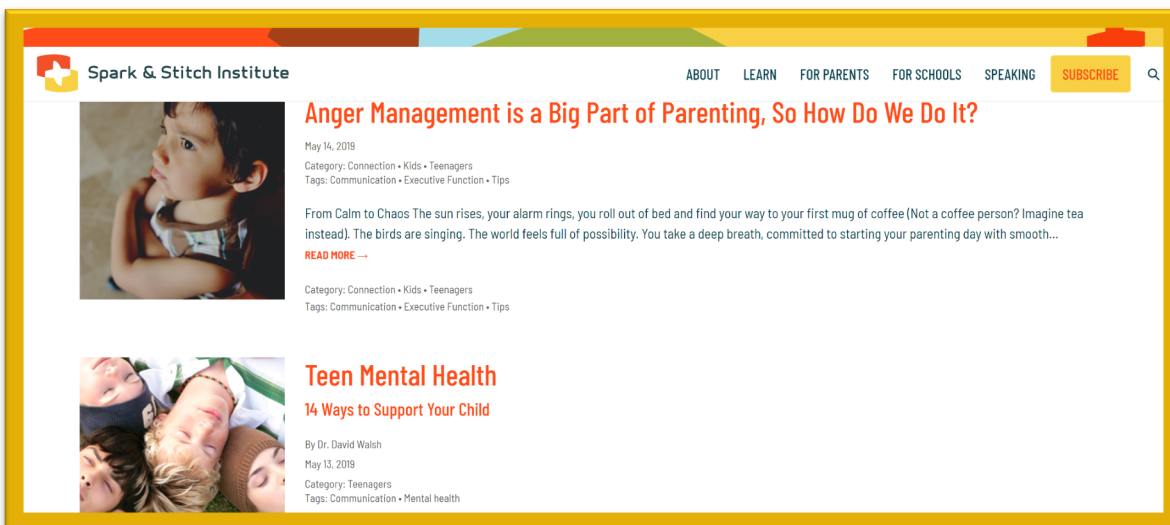 Spark & Stitch Institute
ABOUT LEARN FOR PARENTS FOR SCHOOLS SPEAKING SUBSCRIBE
Anger Management is a Big Part of Parenting, So How Do We Do It?
May 14, 2019
Category: Connection • Kids • Teenagers
Tags: Communication • Executive Function • Tips
From Calm to Chaos The sun rises, your alarm rings, you roll out of bed and find your way to your first mug of coffee (Not a coffee person? Imagine tea
instead). The birds are singing. The world feels full of possibility. You take a deep breath, committed to starting your parenting day with smooth...
READ MORE →
Category: Connection • Kids • Teenagers
Tags: Communication • Executive Function • Tips
Teen Mental Health
14 Ways to Support Your Child
By Dr. David Walsh
May 13, 2019
Category: Teenagers
Tags: Communication • Mental health